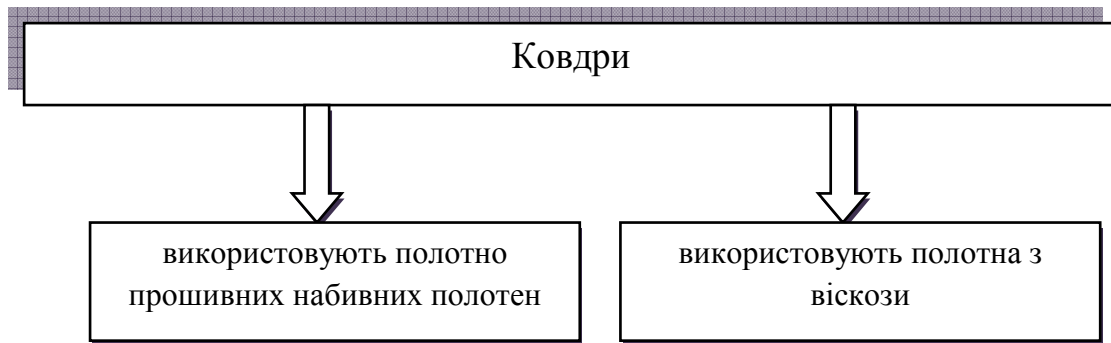 Ковдри
використовують полотно
прошивних набивних полотен
використовують полотна з
віскози